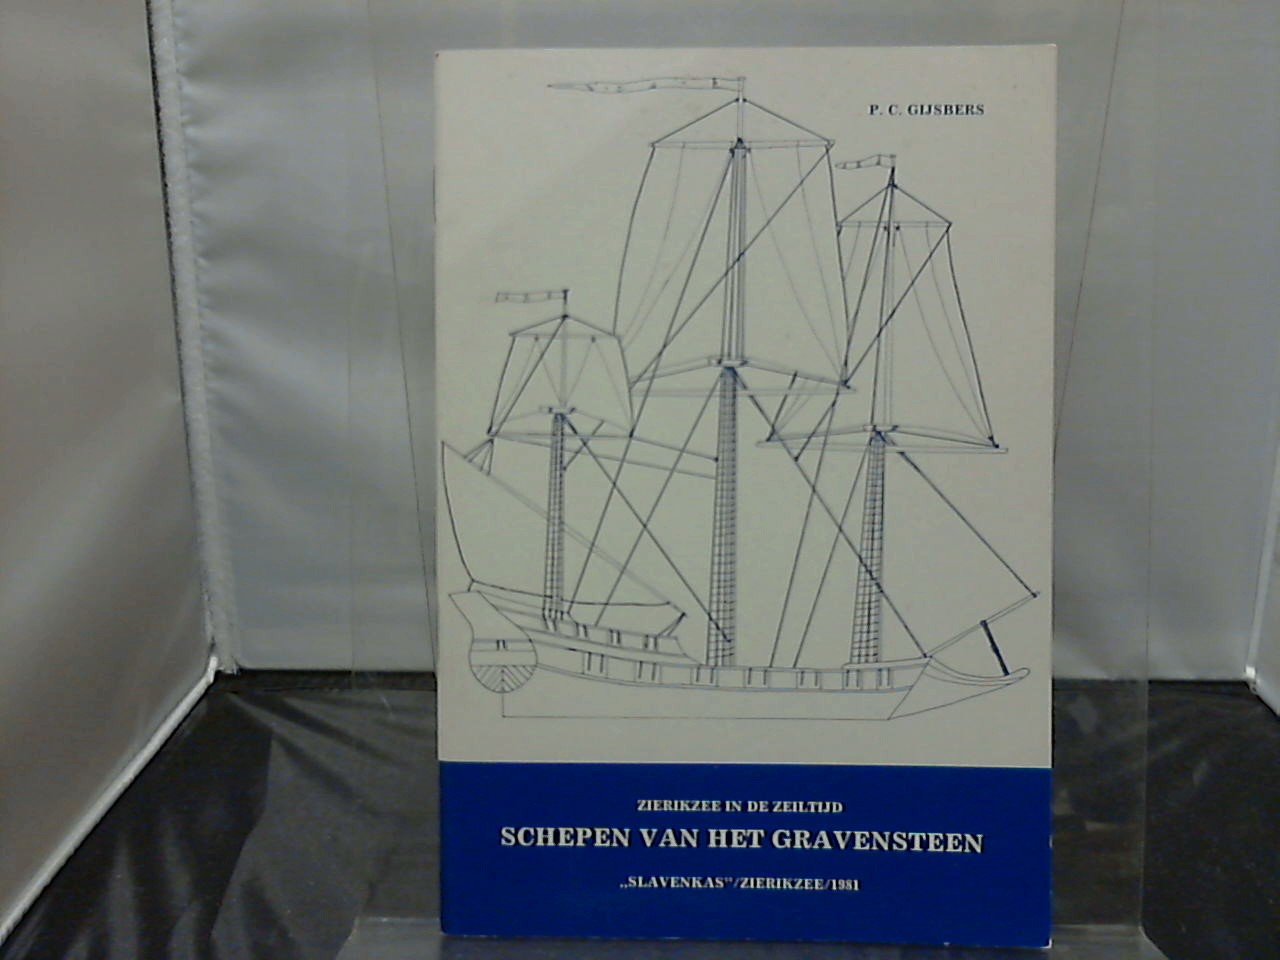 P. C. GIJSBERS
ZIERIKZEE IN DE ZEILTIJD
SCHEPEN VAN HET GRAVENSTEEN
„SLAVENKAS”/ZIERIKZEE/1981